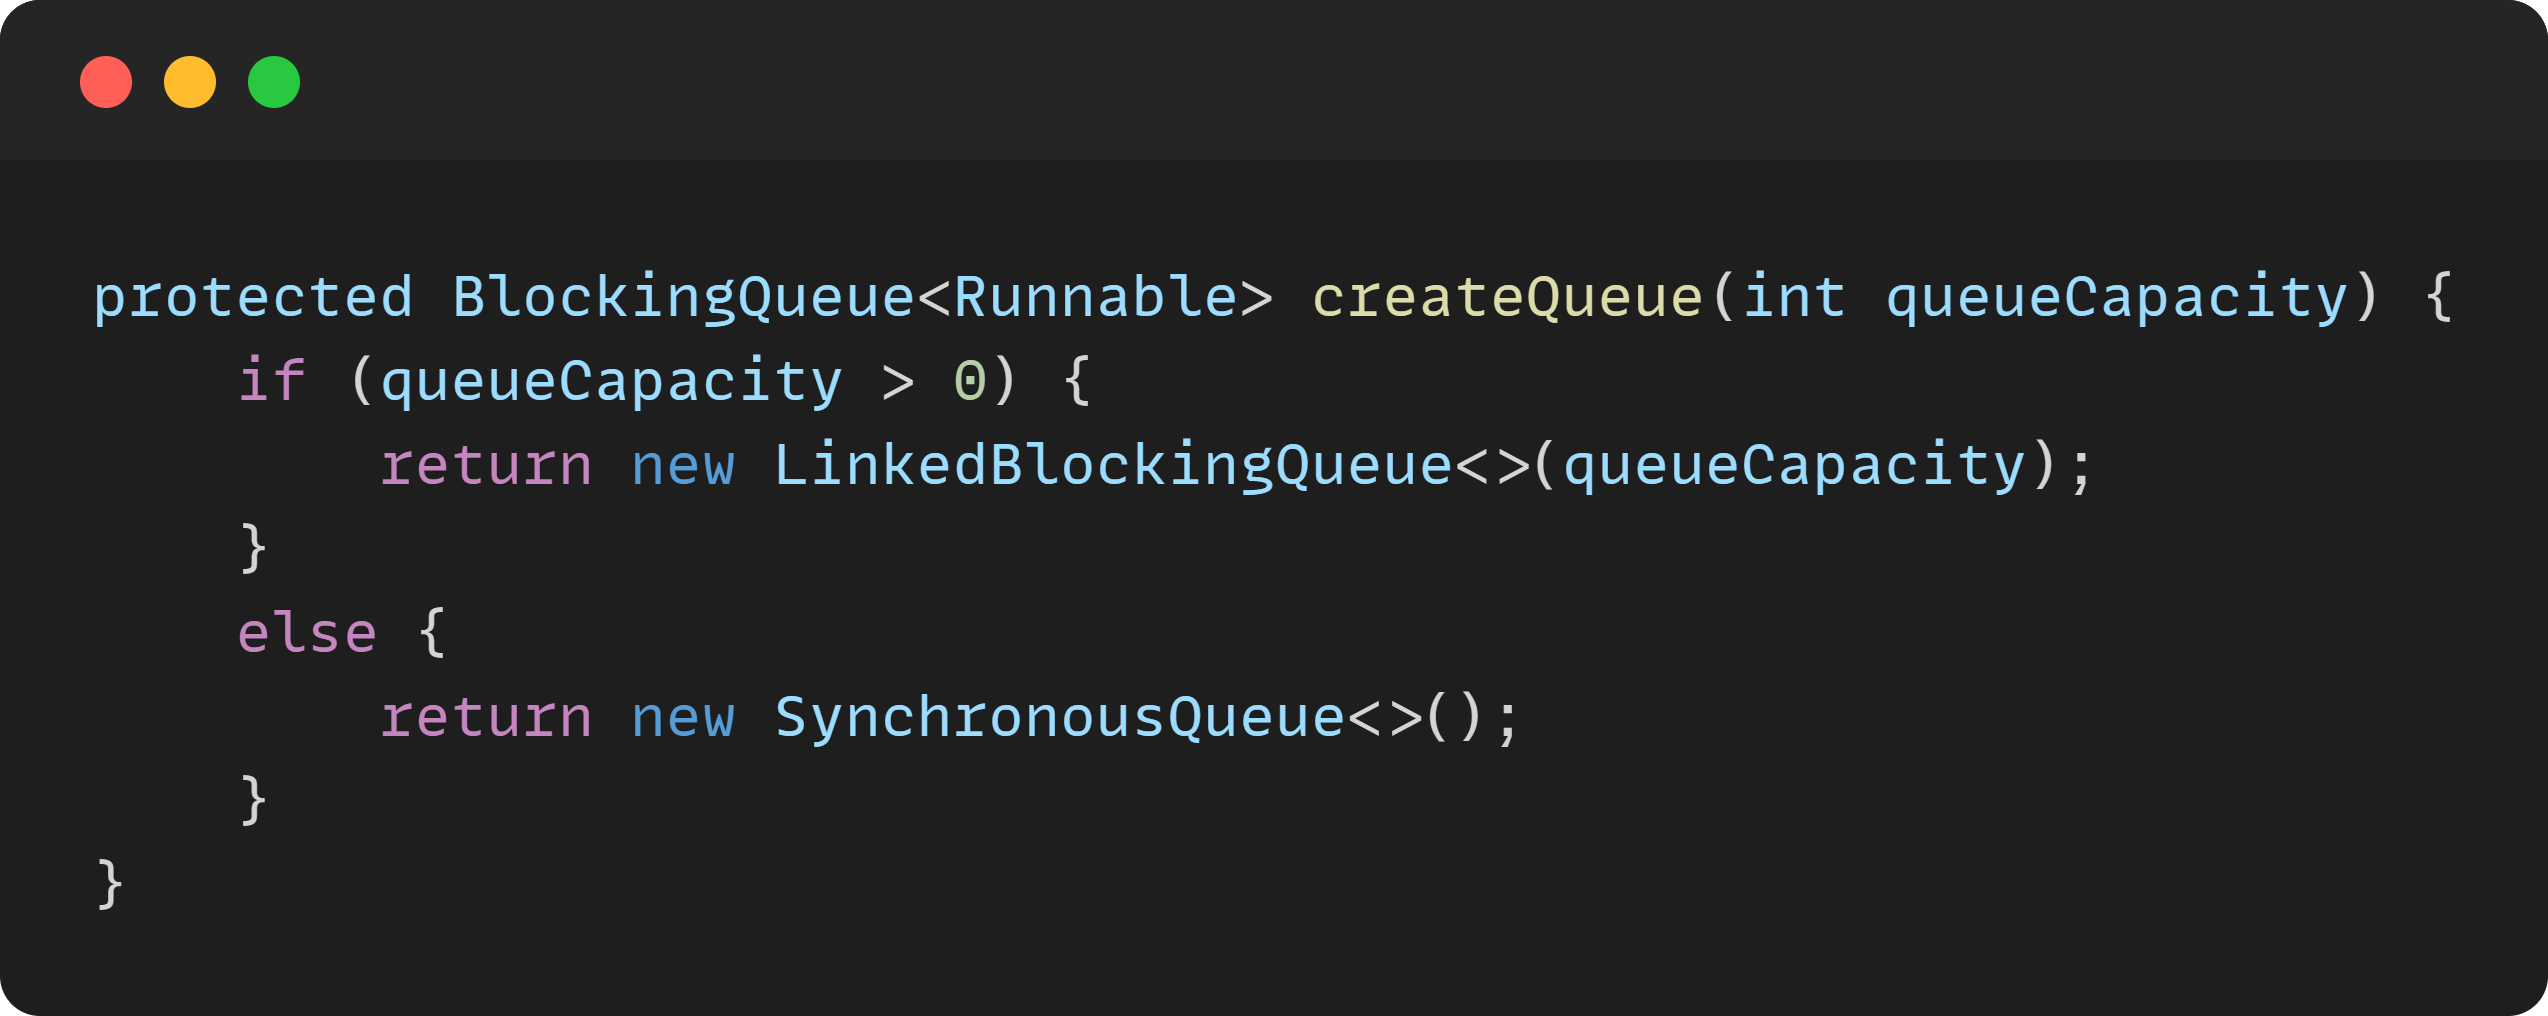 protected BlockingQueue<Runnable> createQueue(int queueCapacity) {
    if (queueCapacity > 0) {
        return new LinkedBlockingQueue<>(queueCapacity);
    }
    else {
        return new SynchronousQueue<>();
    }
}